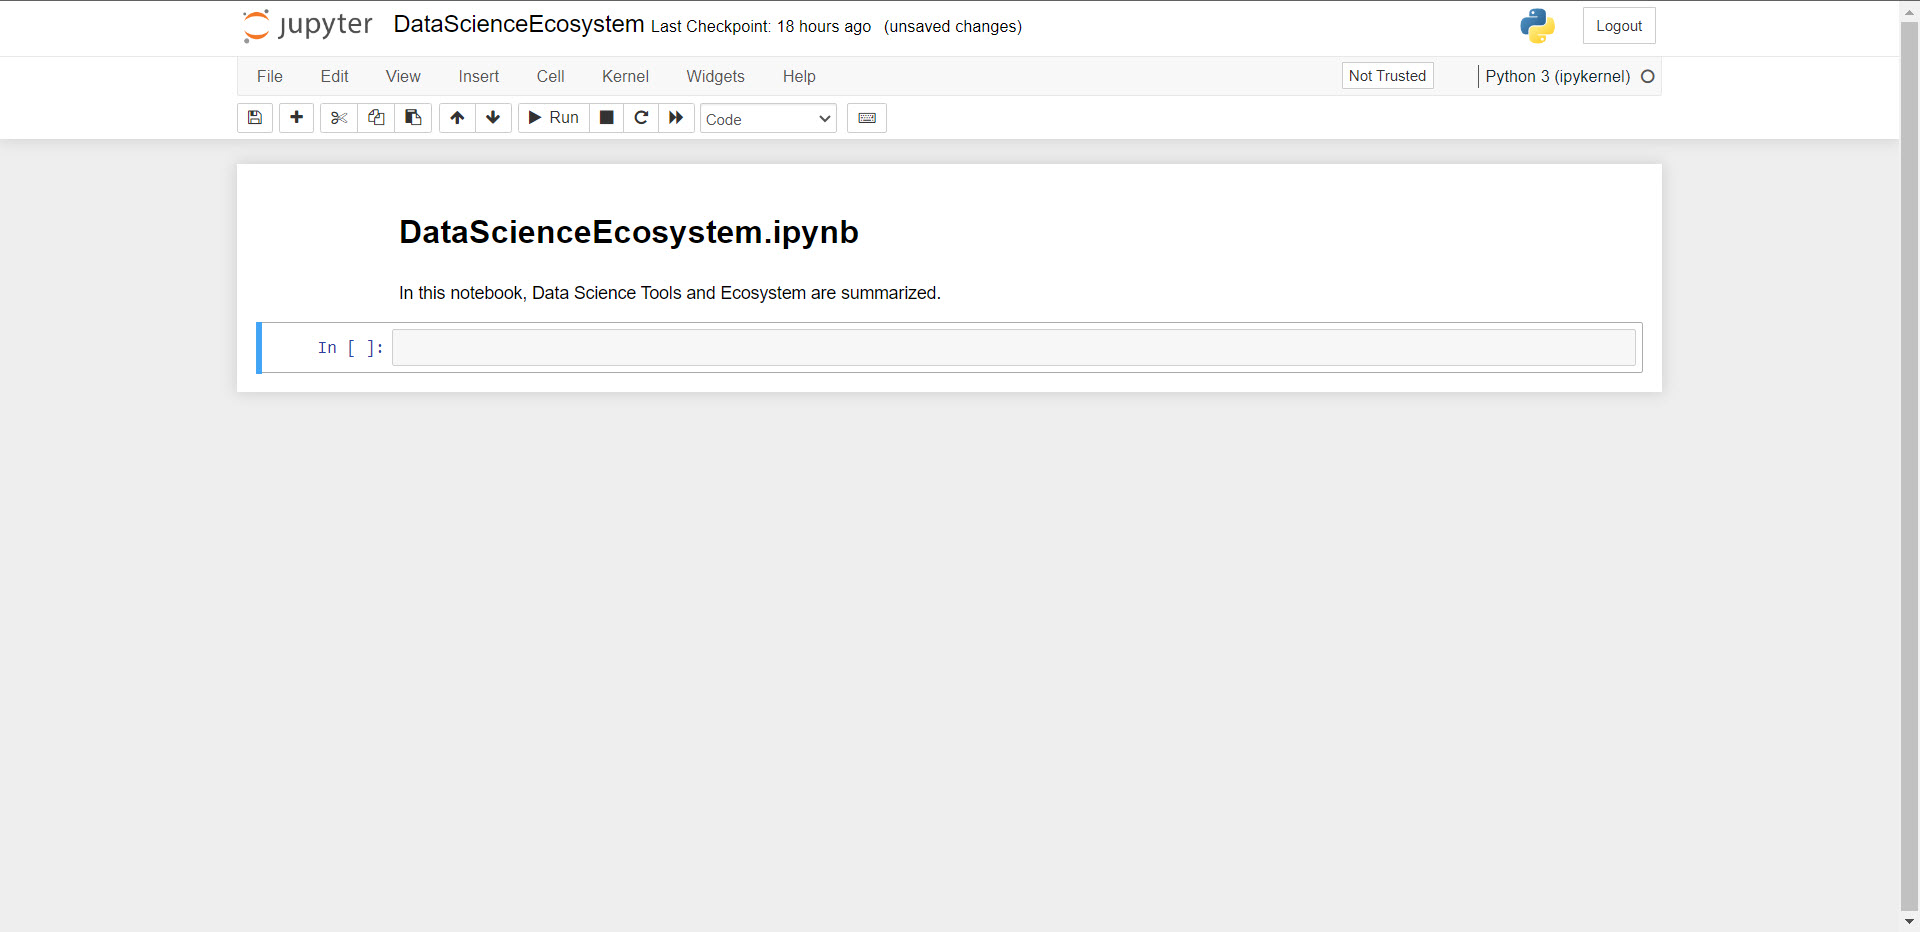 jupyter DataScienceEcosystem Last Checkpoint: 18 hours ago (unsaved changes) Logout
File Edit View Insert Cell Kernel Widgets Help Not Trusted Python 3 (ipykernel)
Run Code
DataScienceEcosystem.ipynb
In this notebook, Data Science Tools and Ecosystem are summarized.
In [ ]: